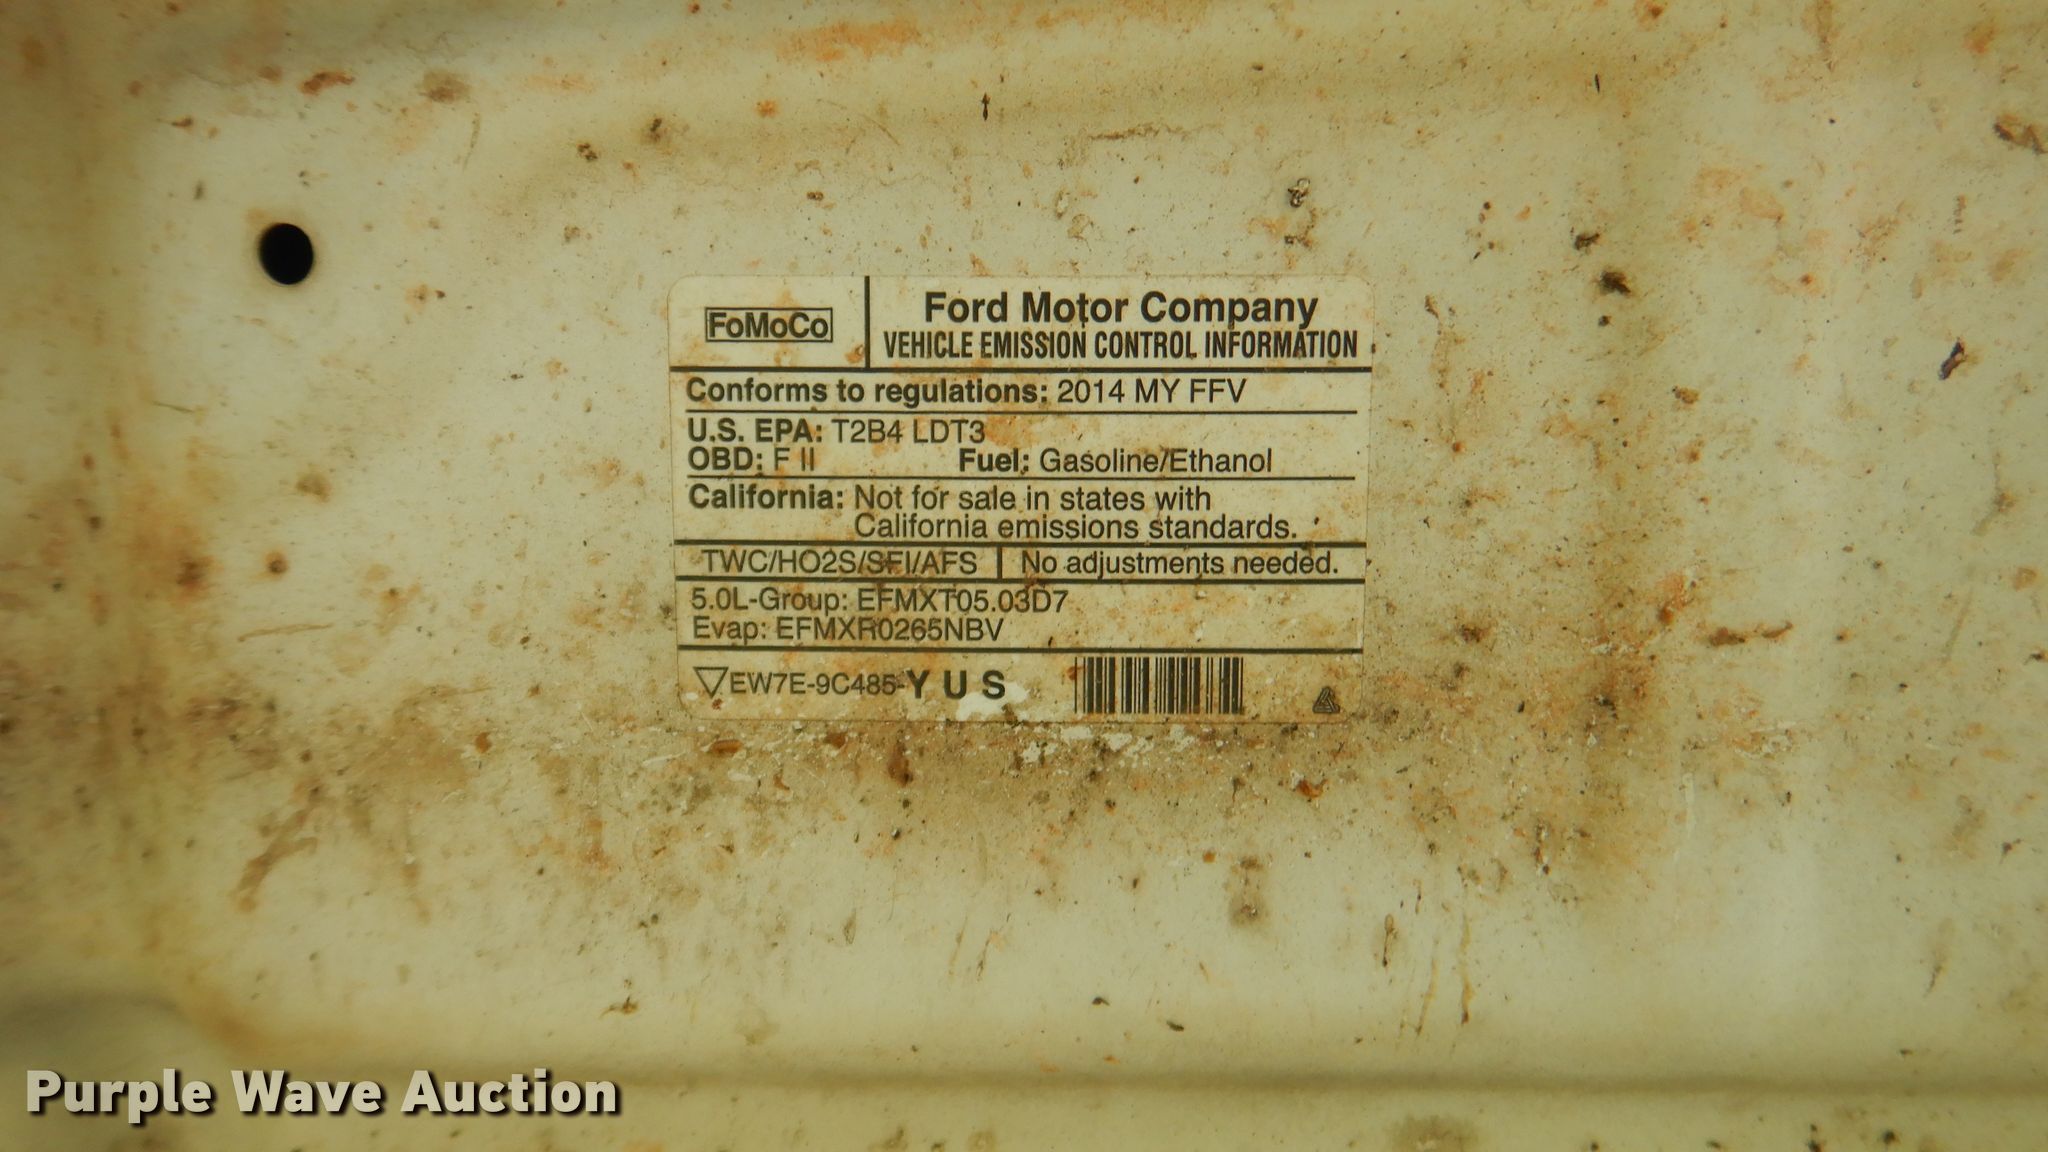 FoMoCo
Ford Motor Company
VEHICLE EMISSION CONTROL INFORMATION
Conforms to regulations: 2014 MY FFV
U.S. EPA: T2B4 LDT3
OBD: F II Fuel: Gasoline/Ethanol
California: Not for sale in states with
California emissions standards.
TWC/HO2S/SFI/AFS No adjustments needed.
5.0L-Group: EFMXT05.03D7
Evap: EFMXR0265NBV
EW7E-9C485-Y U S
Purple Wave Auction